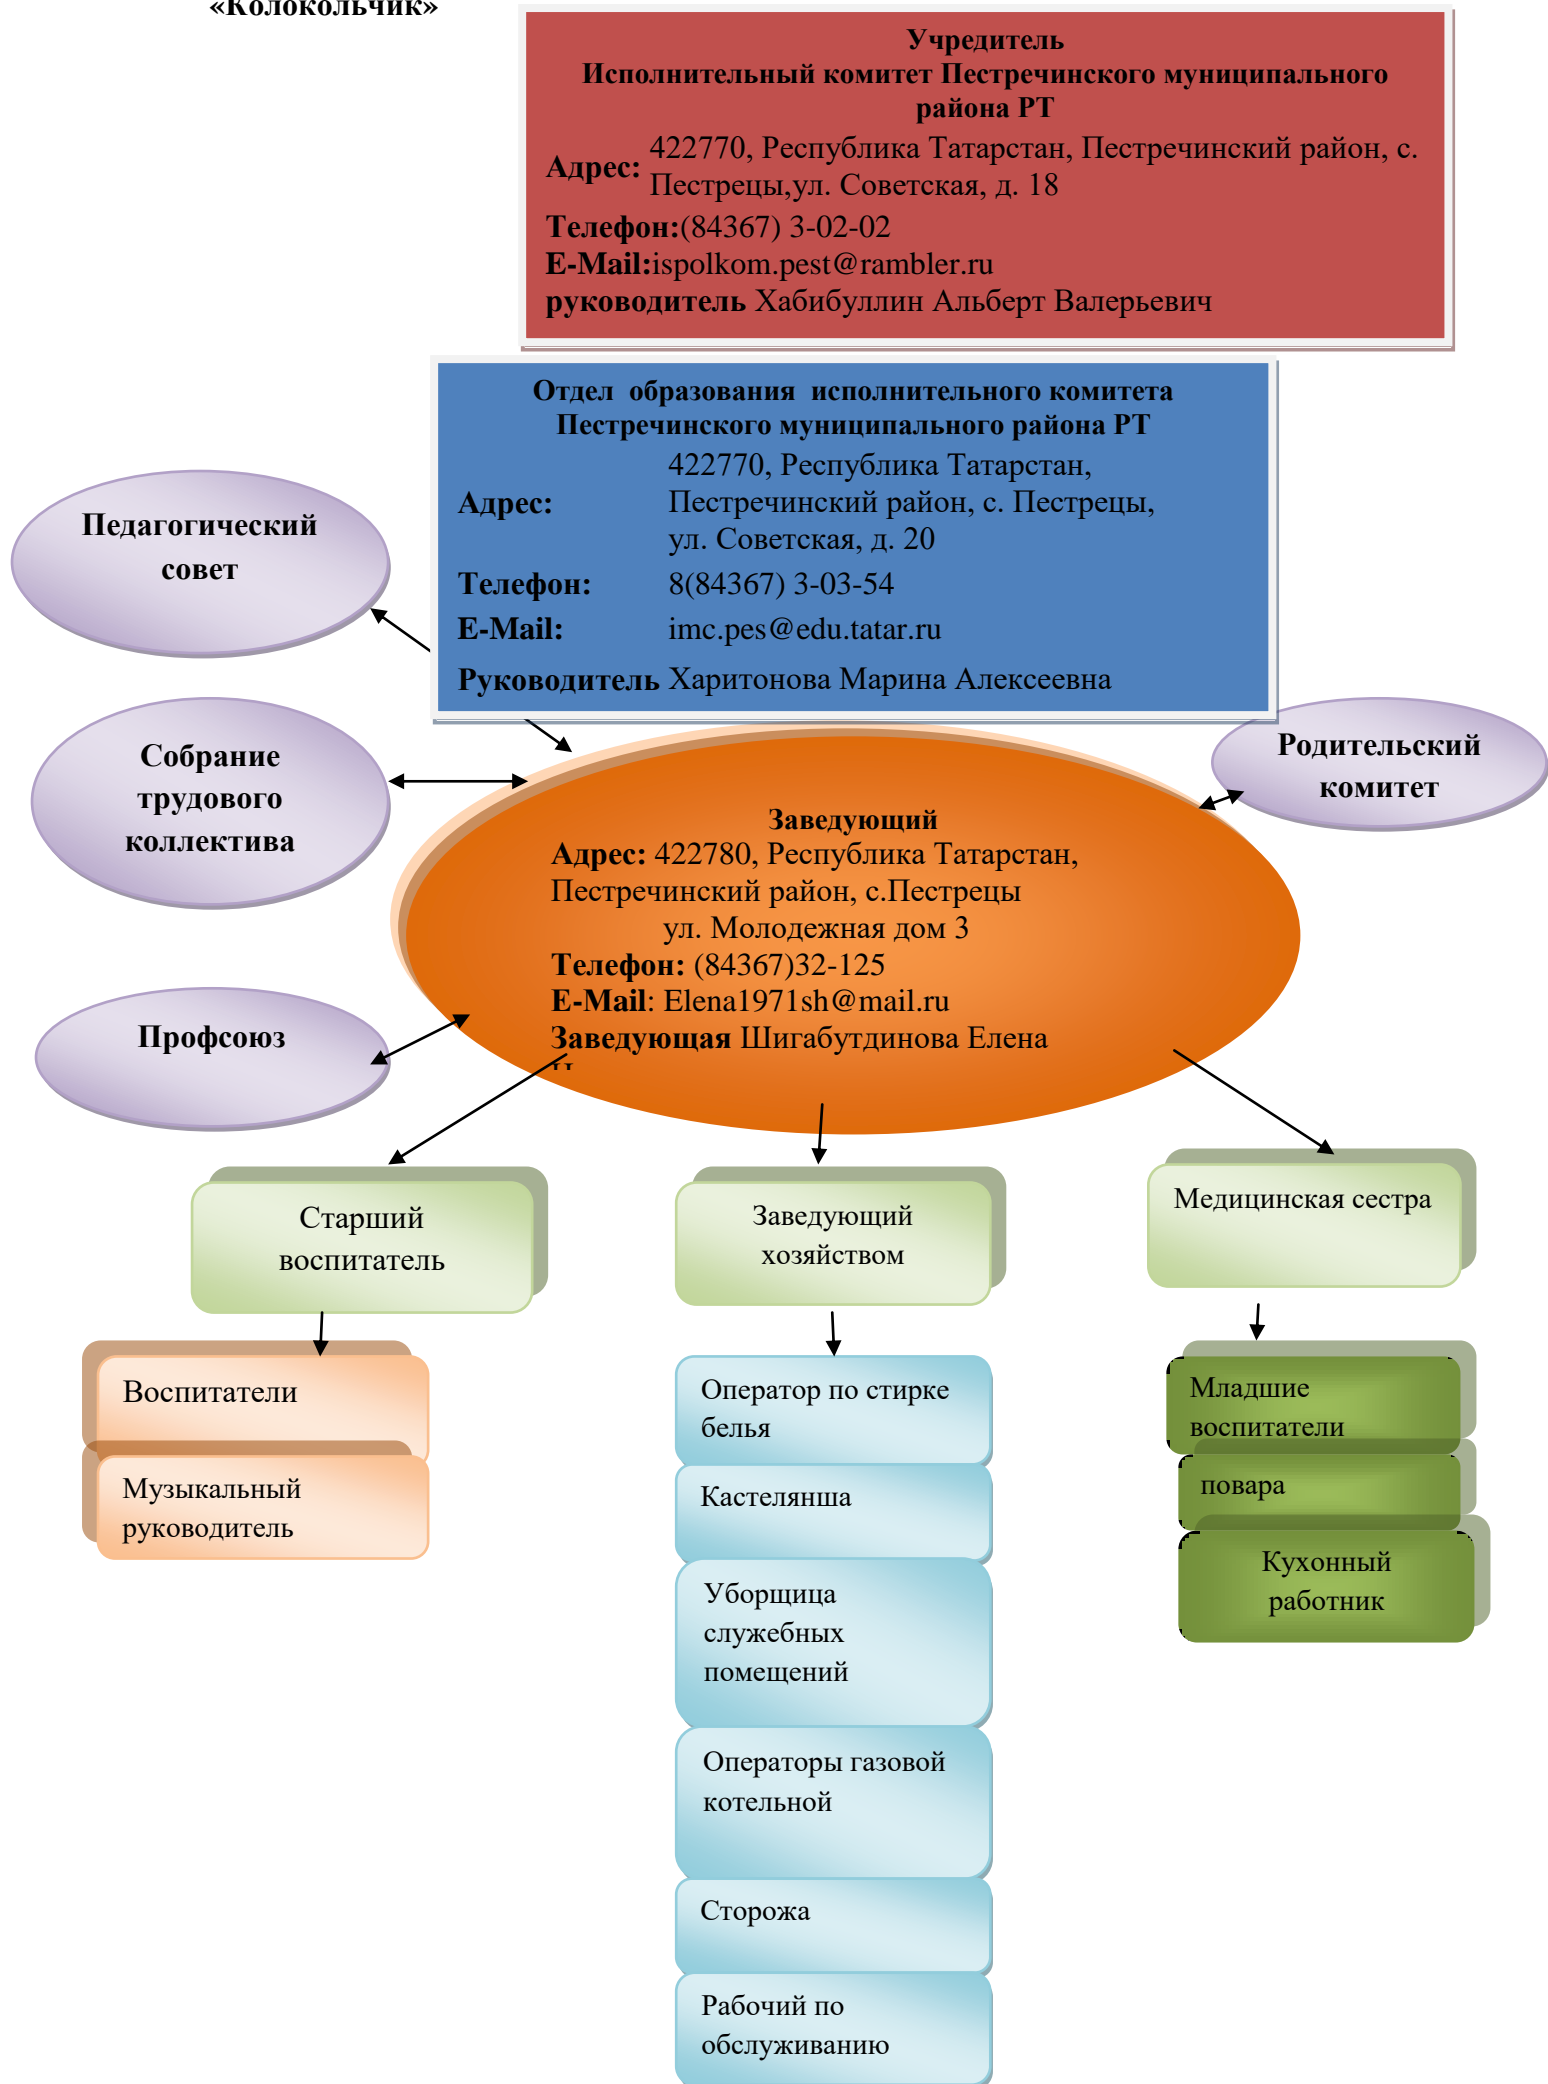 «Колокольчик»
Учредитель
Исполнительный комитет Пестречинского муниципального
района РТ
Адрес: 422770, Республика Татарстан, Пестречинский район, с.
Пестрецы,ул. Советская, д. 18
Телефон:(84367) 3-02-02
E-Mail:ispolkom.pest@rambler.ru
руководитель Хабибуллин Альберт Валерьевич
Отдел образования исполнительного комитета
Пестречинского муниципального района РТ
422770, Республика Татарстан,
Адрес: Пестречинский район, с. Пестрецы,
ул. Советская, д. 20
Телефон: 8(84367) 3-03-54
E-Mail: imc.pes@edu.tatar.ru
Руководитель Харитонова Марина Алексеевна
Педагогический
совет
Собрание
трудового
коллектива
Родительский
комитет
Заведующий
Адрес: 422780, Республика Татарстан,
Пестречинский район, с.Пестрецы
ул. Молодежная дом 3
Телефон: (84367)32-125
E-Mail: Elena1971sh@mail.ru
Заведующая Шигабутдинова Елена
Профсоюз
Старший
воспитатель
Заведующий
хозяйством
Медицинская сестра
Воспитатели
Музыкальный
руководитель
Оператор по стирке
белья
Кастелянша
Уборщица
служебных
помещений
Операторы газовой
котельной
Сторожа
Рабочий по
обслуживанию
Младшие
воспитатели
повара
Кухонный
работник